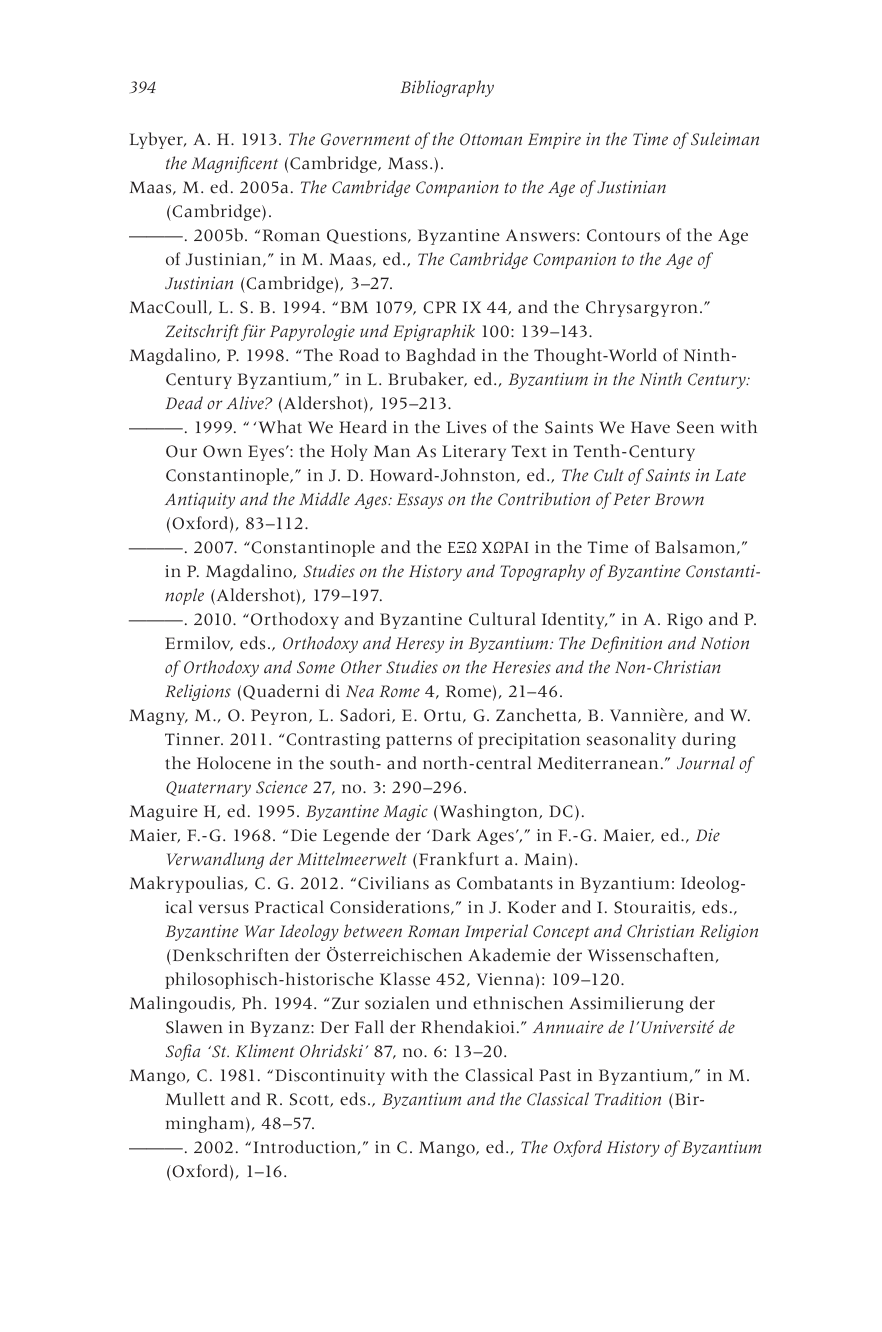 394 Bibliography
Lybyer, A. H. 1913. The Government of the Ottoman Empire in the Time of Suleiman
the Magnificent (Cambridge, Mass.).
Maas, M. ed. 2005a. The Cambridge Companion to the Age of Justinian
(Cambridge).
———. 2005b. “Roman Questions, Byzantine Answers: Contours of the Age
of Justinian,” in M. Maas, ed., The Cambridge Companion to the Age of
Justinian (Cambridge), 3–27.
MacCoull, L. S. B. 1994. “BM 1079, CPR IX 44, and the Chrysargyron.”
Zeitschrift für Papyrologie und Epigraphik 100: 139–143.
Magdalino, P. 1998. “The Road to Baghdad in the Thought-World of Ninth-
Century Byzantium,” in L. Brubaker, ed., Byzantium in the Ninth Century:
Dead or Alive? (Aldershot), 195–213.
———. 1999. “ ‘What We Heard in the Lives of the Saints We Have Seen with
Our Own Eyes’: the Holy Man As Literary Text in Tenth-Century
Constantinople,” in J. D. Howard-Johnston, ed., The Cult of Saints in Late
Antiquity and the Middle Ages: Essays on the Contribution of Peter Brown
(Oxford), 83–112.
———. 2007. “Constantinople and the ΕΞΩ ΧΩΡΑΙ in the Time of Balsamon,”
in P. Magdalino, Studies on the History and Topography of Byzantine Constanti-
nople (Aldershot), 179–197.
———. 2010. “Orthodoxy and Byzantine Cultural Identity,” in A. Rigo and P.
Ermilov, eds., Orthodoxy and Heresy in Byzantium: The Definition and Notion
of Orthodoxy and Some Other Studies on the Heresies and the Non-Christian
Religions (Quaderni di Nea Rome 4, Rome), 21–46.
Magny, M., O. Peyron, L. Sadori, E. Ortu, G. Zanchetta, B. Vannière, and W.
Tinner. 2011. “Contrasting patterns of precipitation seasonality during
the Holocene in the south- and north-central Mediterranean.” Journal of
Quaternary Science 27, no. 3: 290–296.
Maguire H, ed. 1995. Byzantine Magic (Washington, DC).
Maier, F.-G. 1968. “Die Legende der ‘Dark Ages’,” in F.-G. Maier, ed., Die
Verwandlung der Mittelmeerwelt (Frankfurt a. Main).
Makrypoulias, C. G. 2012. “Civilians as Combatants in Byzantium: Ideolog-
ical versus Practical Considerations,” in J. Koder and I. Stouraitis, eds.,
Byzantine War Ideology between Roman Imperial Concept and Christian Religion
(Denkschriften der Österreichischen Akademie der Wissenschaften,
philosophisch-historische Klasse 452, Vienna): 109–120.
Malingoudis, Ph. 1994. “Zur sozialen und ethnischen Assimilierung der
Slawen in Byzanz: Der Fall der Rhendakioi.” Annuaire de l’Université de
Sofia ‘St. Kliment Ohridski’ 87, no. 6: 13–20.
Mango, C. 1981. “Discontinuity with the Classical Past in Byzantium,” in M.
Mullett and R. Scott, eds., Byzantium and the Classical Tradition (Bir-
mingham), 48–57.
———. 2002. “Introduction,” in C. Mango, ed., The Oxford History of Byzantium
(Oxford), 1–16.